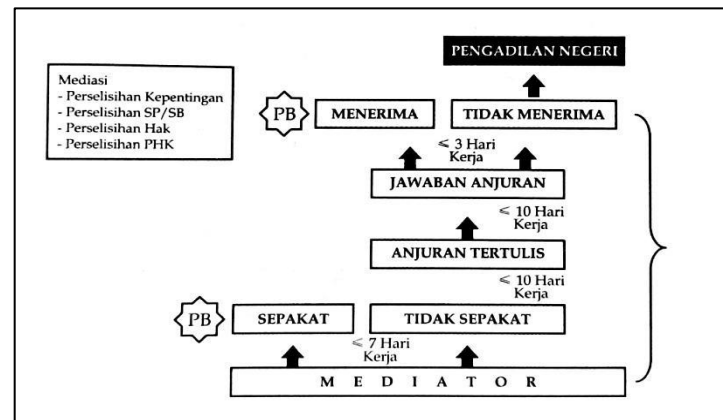 PENGADILAN NEGERI
Mediasi
- Perselisihan Kepentingan
- Perselisihan SP/SB
- Perselisihan Hak
- Perselisihan PHK
PB
MENERIMA
TIDAK MENERIMA
≤ 3 Hari
Kerja
JAWABAN ANJURAN
≤ 10 Hari
Kerja
ANJURAN TERTULIS
≤ 10 Hari
Kerja
PB
SEPAKAT
TIDAK SEPAKAT
≤ 7 Hari
Kerja
M E D I A T O R